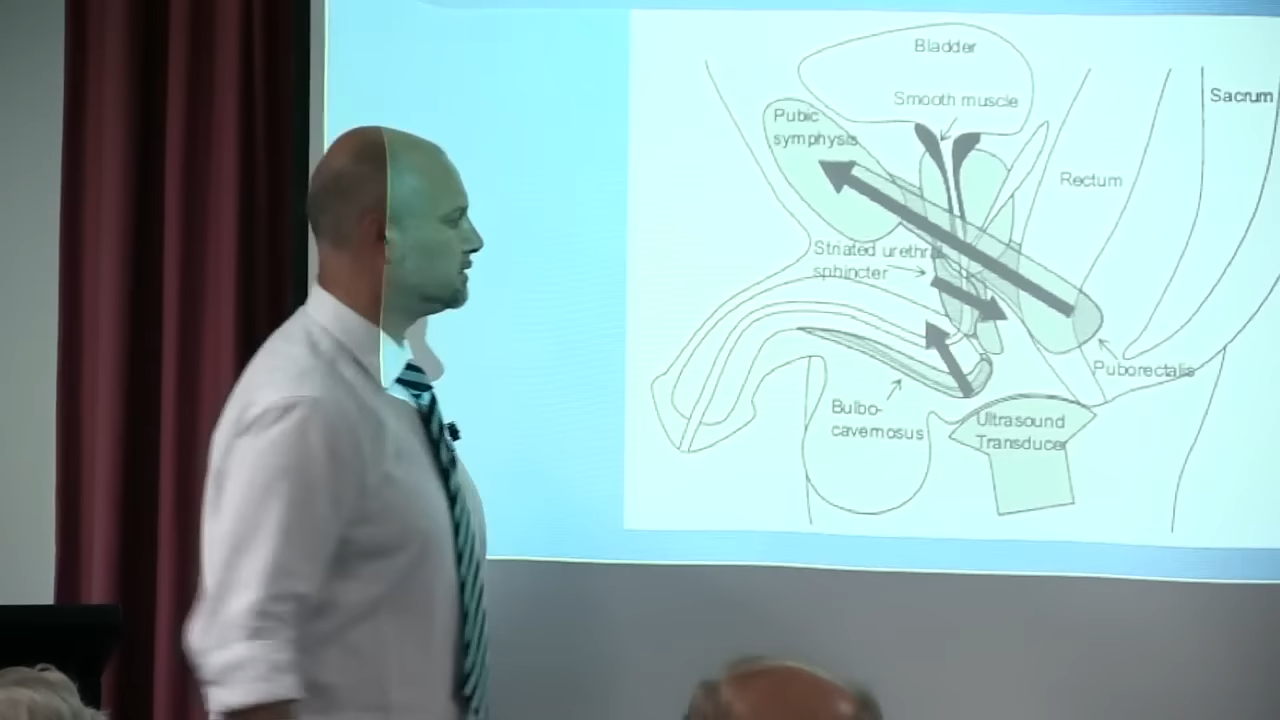 Bladder
Smooth muscle
Pubic
symphysis
Sacrum
Rectum
Striated urethral
sphincter
Puborectalis
Bulbo-
cavernosus
Ultrasound
Transducer